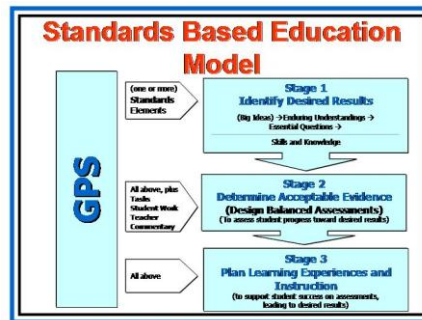 Standards Based Education
Model
GPS
(one or more)
Standards
Elements
Stage 1
Identify Desired Results
(Big Ideas) → Enduring Understandings →
Essential Questions →
Skills and Knowledge
All above, plus
Tasks
Student Work
Teacher
Commentary
Stage 2
Determine Acceptable Evidence
(Design Balanced Assessments)
(To assess student progress toward desired results)
All above
Stage 3
Plan Learning Experiences and
Instruction
(to support student success on assessments,
leading to desired results)